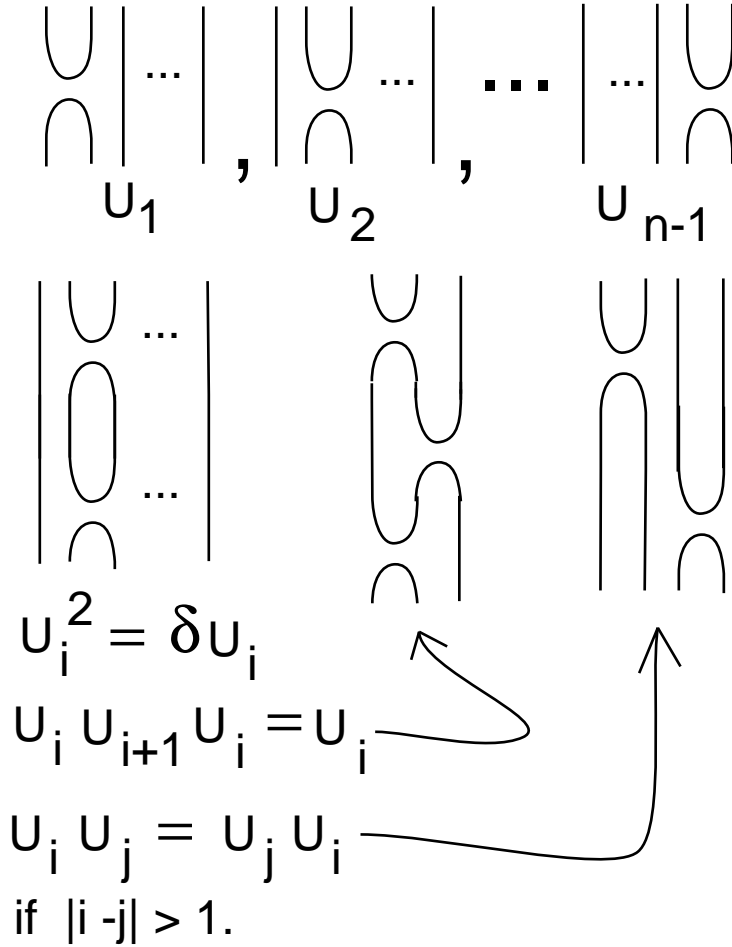 ... , ... , ... ...
U1 U2 Un-1
...
...
Ui2 = δUi
Ui Ui+1 Ui = Ui
Ui Uj = Uj Ui
if |i -j| > 1.